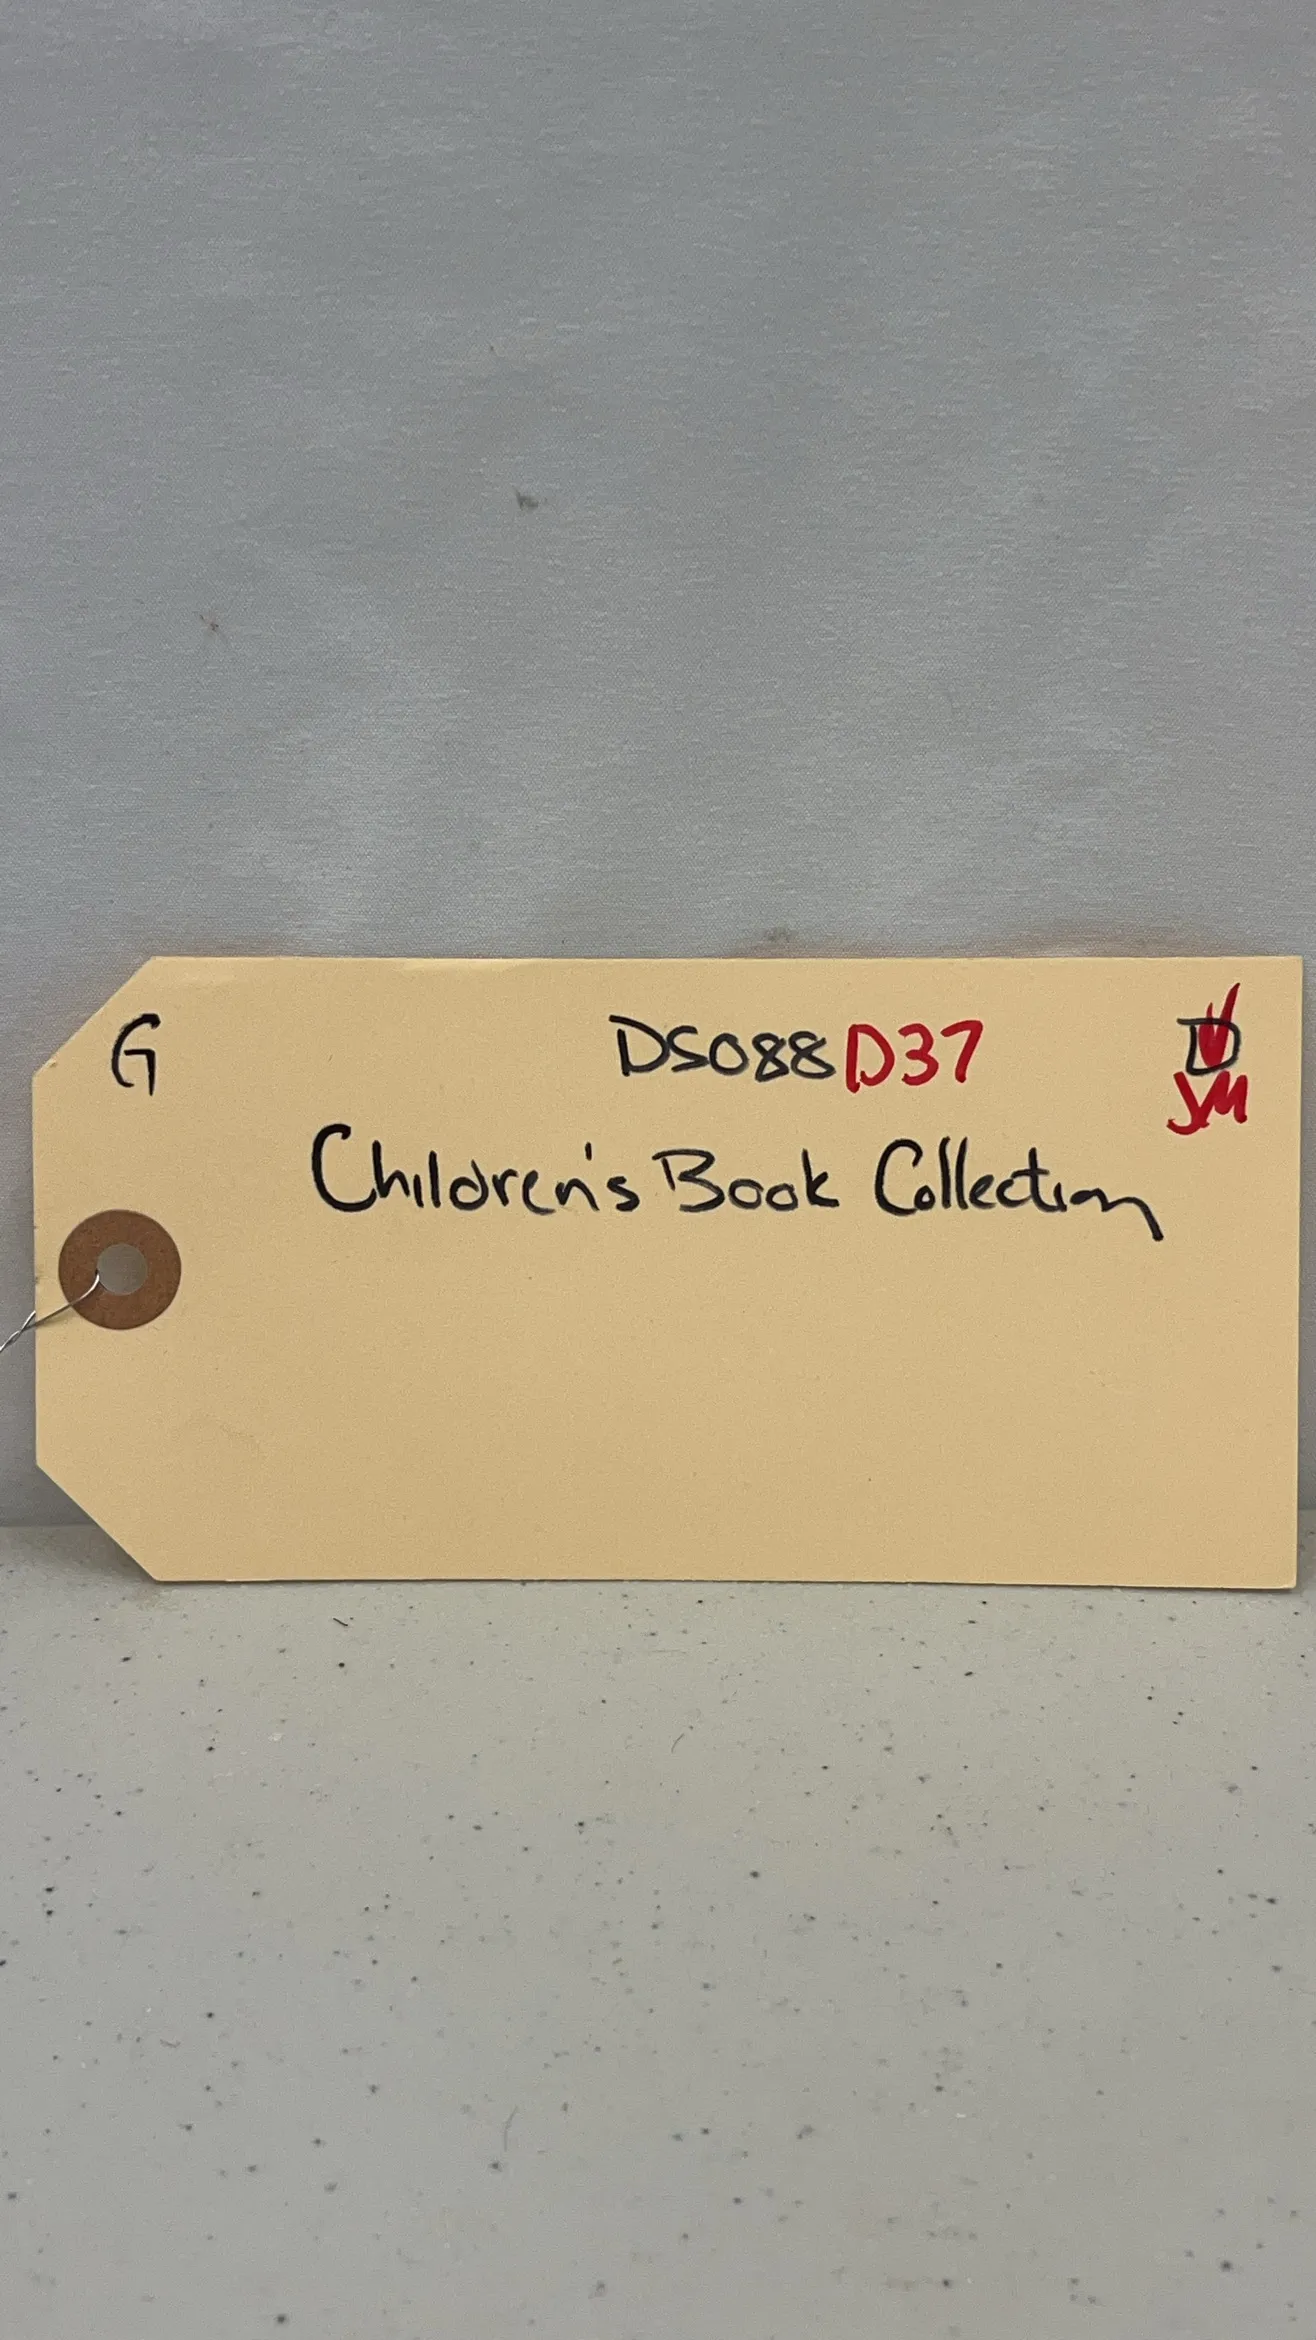 G DS088D37 D
JM
Children's Book Collection